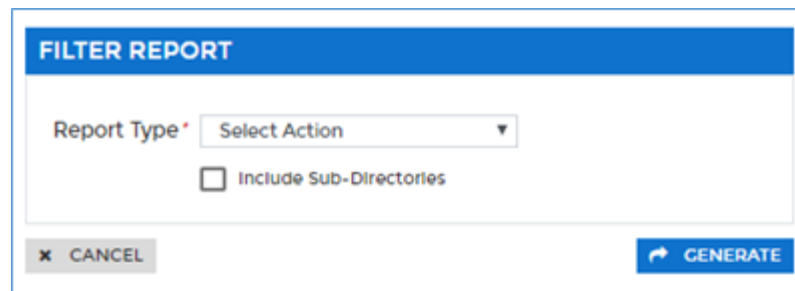 FILTER REPORT
Report Type*
Select Action
Include Sub-Directories
CANCEL
GENERATE